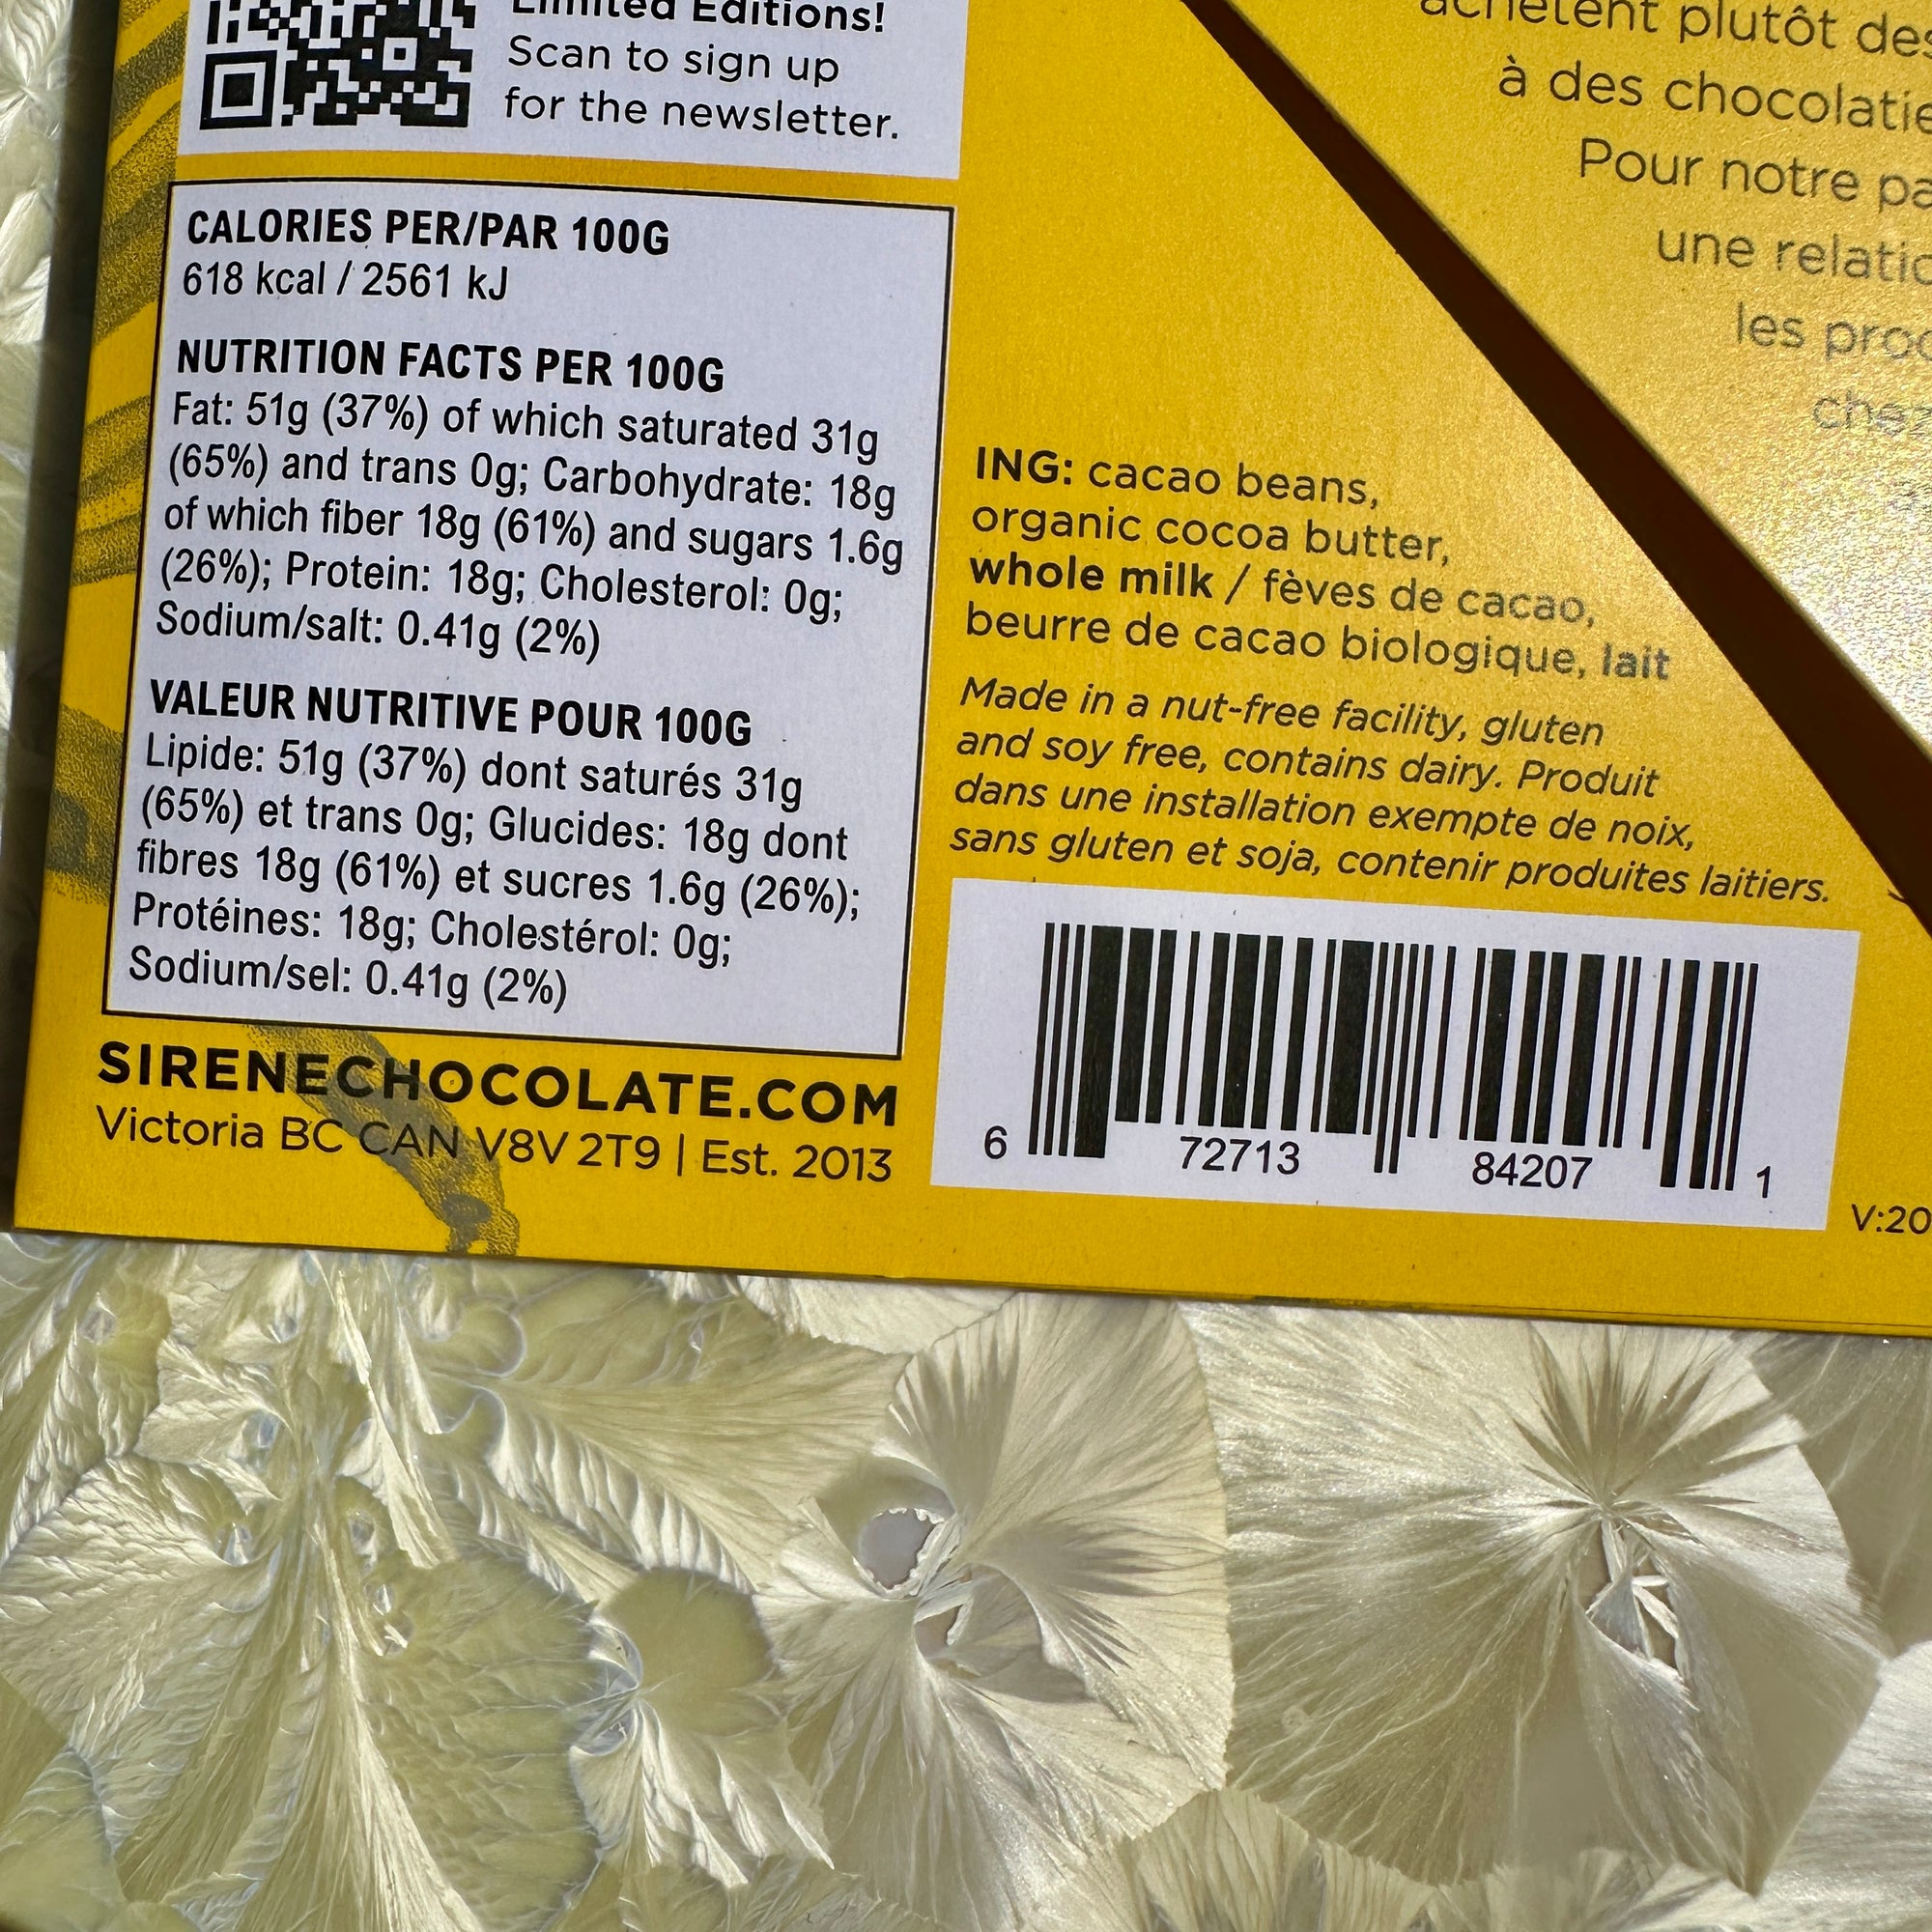 Limited Editions!
Scan to sign up
for the newsletter.
CALORIES PER/PAR 100G
618 kcal / 2561 kJ
NUTRITION FACTS PER 100G
Fat: 51g (37%) of which saturated 31g
(65%) and trans 0g; Carbohydrate: 18g
of which fiber 18g (61%) and sugars 1.6g
(26%); Protein: 18g; Cholesterol: 0g;
Sodium/salt: 0.41g (2%)
VALEUR NUTRITIVE POUR 100G
Lipide: 51g (37%) dont saturés 31g
(65%) et trans 0g; Glucides: 18g dont
fibres 18g (61%) et sucres 1.6g (26%);
Protéines: 18g; Cholestérol: 0g;
Sodium/sel: 0.41g (2%)
SIRENECHOCOLATE.COM
Victoria BC CAN V8V 2T9 | Est. 2013
ING: cacao beans,
organic cocoa butter,
whole milk / fèves de cacao,
beurre de cacao biologique, lait
Made in a nut-free facility, gluten
and soy free, contains dairy. Produit
dans une installation exempte de noix,
sans gluten et soja, contenir produites laitiers.
6 72713 84207 1
V:20
achètent plutôt des
à des chocolatie
Pour notre pa
une relatio
les prod
chez